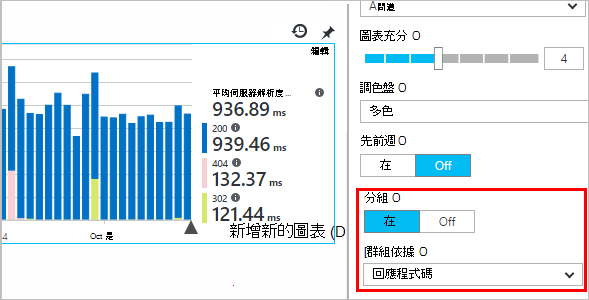 編輯
平均伺服器解析度...
936.89 ms
200
939.46 ms
404
132.37 ms
302
121.44 ms
4
Oct 是
新增新的圖表 (D
A問道
圖表充分 O
4
調色盤 O
多色
先前週 O
在 Off
分組 O
在 Off
群組依據 O
回應程式碼